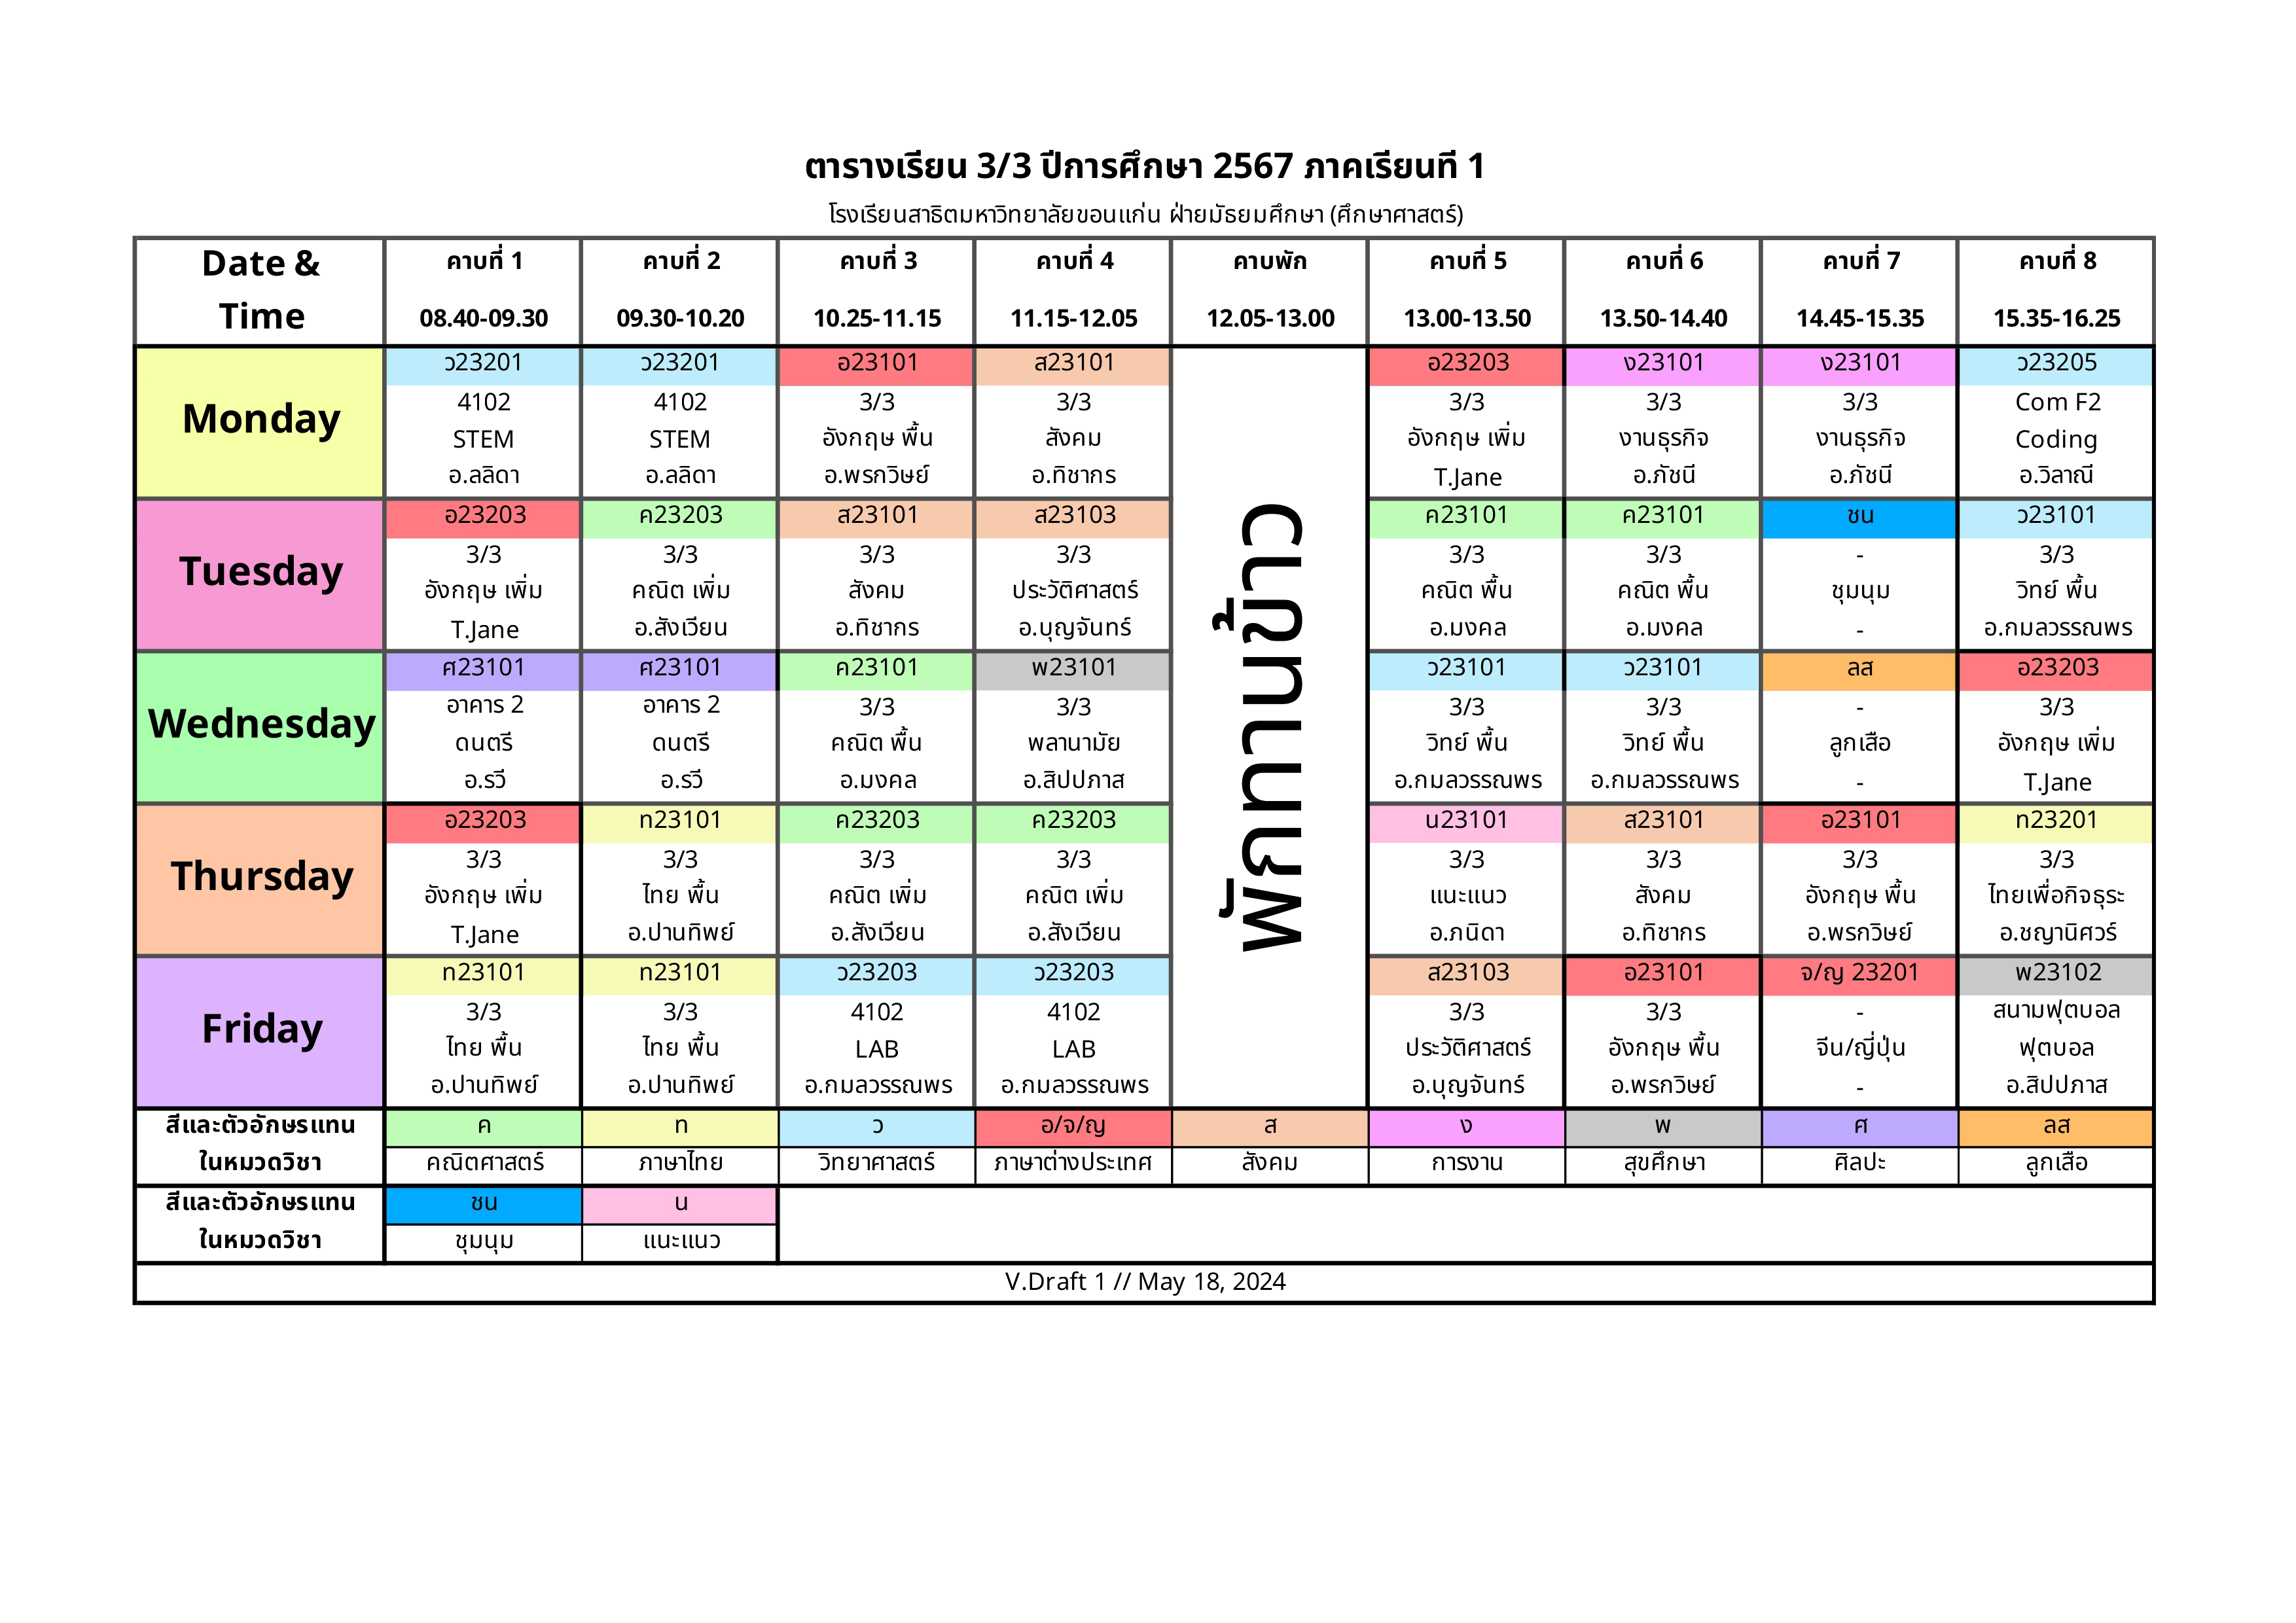 ตารางเรียน 3/3 ปีการศึกษา 2567 ภาคเรียนที่ 1
โรงเรียนสาธิตมหาวิทยาลัยขอนแก่น ฝ่ายมัธยมศึกษา (ศึกษาศาสตร์)
Date & คาบที่ 1 คาบที่ 2 คาบที่ 3 คาบที่ 4 คาบพัก คาบที่ 5 คาบที่ 6 คาบที่ 7 คาบที่ 8
Time 08.40-09.30 09.30-10.20 10.25-11.15 11.15-12.05 12.05-13.00 13.00-13.50 13.50-14.40 14.45-15.35 15.35-16.25
Monday
ว23201 ว23201 อ23101 ส23101 อ23203 ง23101 ง23101 ว23205
4102 4102 3/3 3/3 3/3 3/3 3/3 Com F2
STEM STEM อังกฤษ พื้น สังคม อังกฤษ เพิ่ม งานธุรกิจ งานธุรกิจ Coding
อ.ลลิดา อ.ลลิดา อ.พรกวิษย์ อ.ทิชากร T.Jane อ.ภัชนี อ.ภัชนี อ.วิลาณี
พักทานข้าว
Tuesday
อ23203 ค23203 ส23101 ส23103 ค23101 ค23101 ชน ว23101
3/3 3/3 3/3 3/3 3/3 3/3 - 3/3
อังกฤษ เพิ่ม คณิต เพิ่ม สังคม ประวัติศาสตร์ คณิต พื้น คณิต พื้น ชุมนุม วิทย์ พื้น
T.Jane อ.สังเวียน อ.ทิชากร อ.บุญจันทร์ อ.มงคล อ.มงคล - อ.กมลวรรณพร
Wednesday
ศ23101 ศ23101 ค23101 พ23101 ว23101 ว23101 ลส อ23203
อาคาร 2 อาคาร 2 3/3 3/3 3/3 3/3 - 3/3
ดนตรี ดนตรี คณิต พื้น พลานามัย วิทย์ พื้น วิทย์ พื้น ลูกเสือ อังกฤษ เพิ่ม
อ.รวี อ.รวี อ.มงคล อ.สิปปภาส อ.กมลวรรณพร อ.กมลวรรณพร - T.Jane
Thursday
อ23203 ท23101 ค23203 ค23203 น23101 ส23101 อ23101 ท23201
3/3 3/3 3/3 3/3 3/3 3/3 3/3 3/3
อังกฤษ เพิ่ม ไทย พื้น คณิต เพิ่ม คณิต เพิ่ม แนะแนว สังคม อังกฤษ พื้น ไทยเพื่อกิจธุระ
T.Jane อ.ปานทิพย์ อ.สังเวียน อ.สังเวียน อ.ภนิดา อ.ทิชากร อ.พรกวิษย์ อ.ชญานิศวร์
Friday
ท23101 ท23101 ว23203 ว23203 ส23103 อ23101 จ/ญ 23201 พ23102
3/3 3/3 4102 4102 3/3 3/3 - สนามฟุตบอล
ไทย พื้น ไทย พื้น LAB LAB ประวัติศาสตร์ อังกฤษ พื้น จีน/ญี่ปุ่น ฟุตบอล
อ.ปานทิพย์ อ.ปานทิพย์ อ.กมลวรรณพร อ.กมลวรรณพร อ.บุญจันทร์ อ.พรกวิษย์ - อ.สิปปภาส
สีและตัวอักษรแทน ค ท ว อ/จ/ญ ส ง พ ศ ลส
ในหมวดวิชา คณิตศาสตร์ ภาษาไทย วิทยาศาสตร์ ภาษาต่างประเทศ สังคม การงาน สุขศึกษา ศิลปะ ลูกเสือ
สีและตัวอักษรแทน ชน น
ในหมวดวิชา ชุมนุม แนะแนว
V.Draft 1 // May 18, 2024